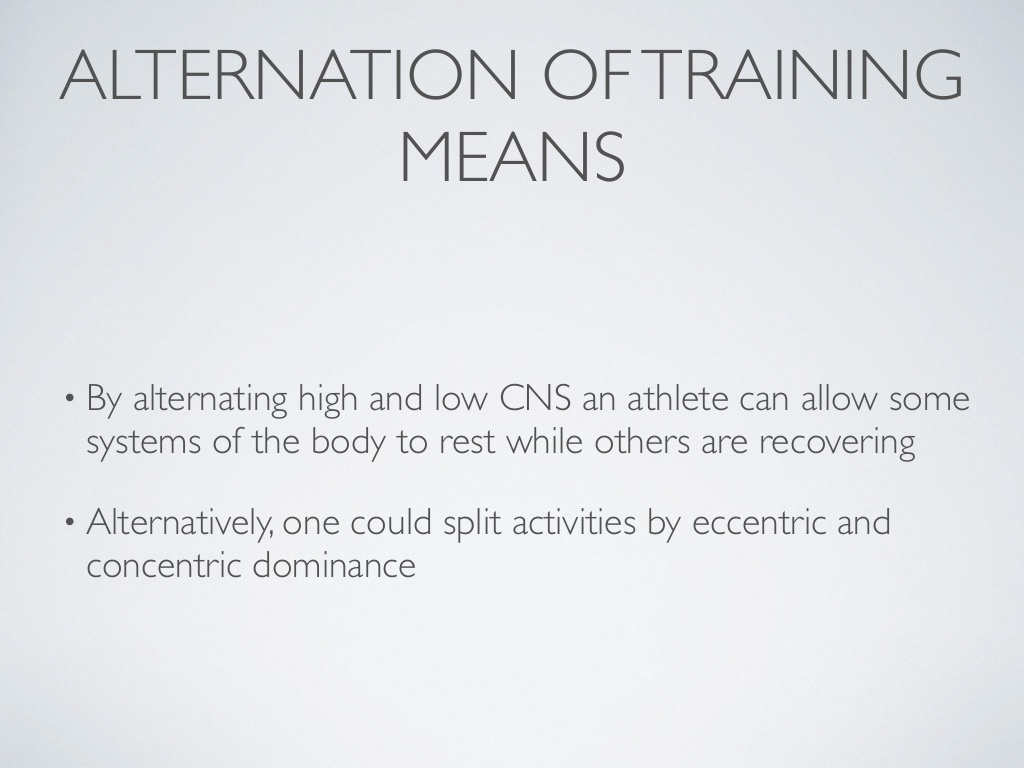 ALTERNATION OF TRAINING
MEANS
• By alternating high and low CNS an athlete can allow some
systems of the body to rest while others are recovering
• Alternatively, one could split activities by eccentric and
concentric dominance